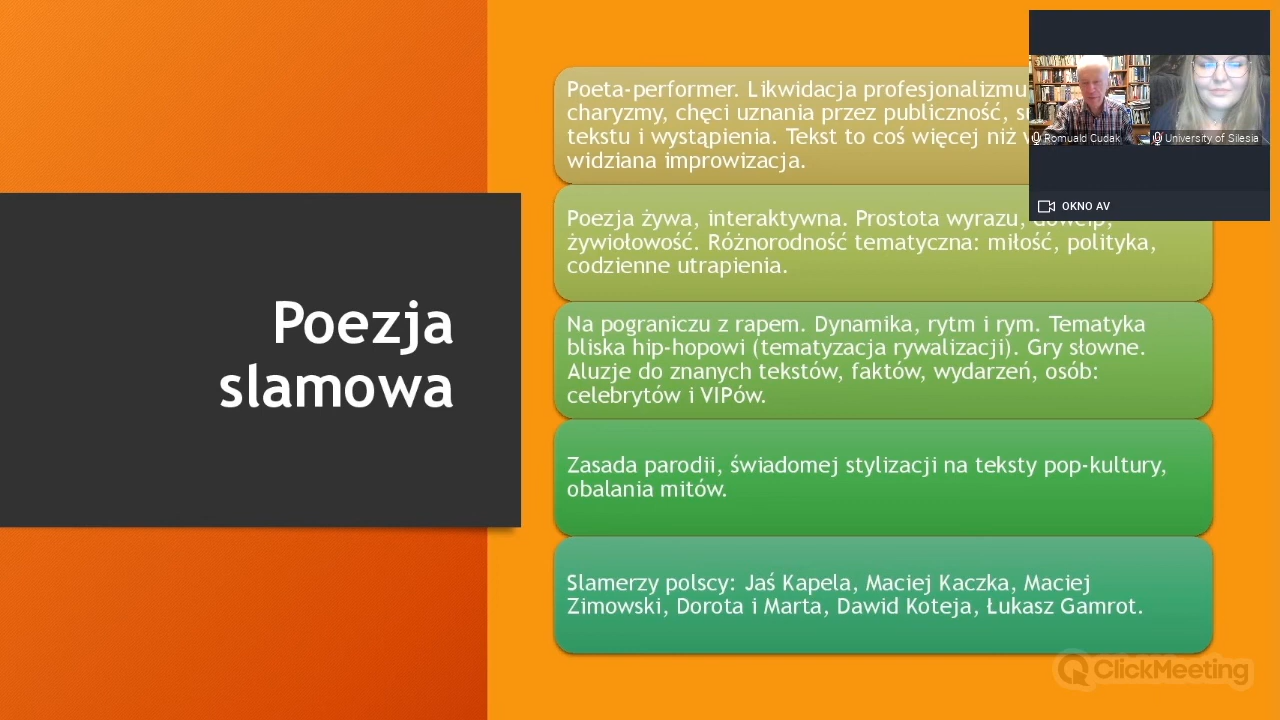 Poezja
slamowa
Poeta-performer. Likwidacja profesjonalizmu
charyzmy, chęci uznania przez publiczność,
tekstu i wystąpienia. Tekst to coś więcej niż
widziana improwizacja.
Poezja żywa, interaktywna. Prostota wyrazu, dowcip,
żywiołowość. Różnorodność tematyczna: miłość, polityka,
codzienne utrapienia.
Na pograniczu z rapem. Dynamika, rytm i rym. Tematyka
bliska hip-hopowi (tematyzacja rywalizacji). Gry słowne.
Aluzje do znanych tekstów, faktów, wydarzeń, osób:
celebrytów i VIPów.
Zasada parodii, świadomej stylizacji na teksty pop-kultury,
obalania mitów.
Slamerzy polscy: Jaś Kapela, Maciej Kaczka, Maciej
Zimowski, Dorota i Marta, Dawid Koteja, Łukasz Gamrot.
Romuald Cudak
University of Silesia
OKNO AV
ClickMeeting